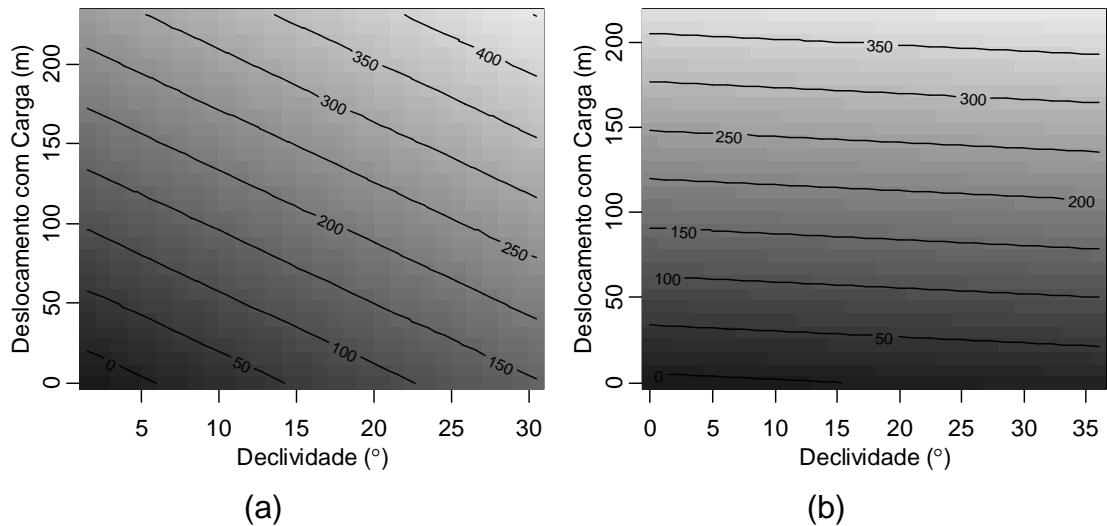 Deslocamento com Carga (m)
0 50 100 150 200
0 50 100 150 200 250 300 350 400
5 10 15 20 25 30
Declividade (°)
(a)
Deslocamento com Carga (m)
0 50 100 150 200
0 50 100 150 200 250 300 350
0 5 10 15 20 25 30 35
Declividade (°)
(b)